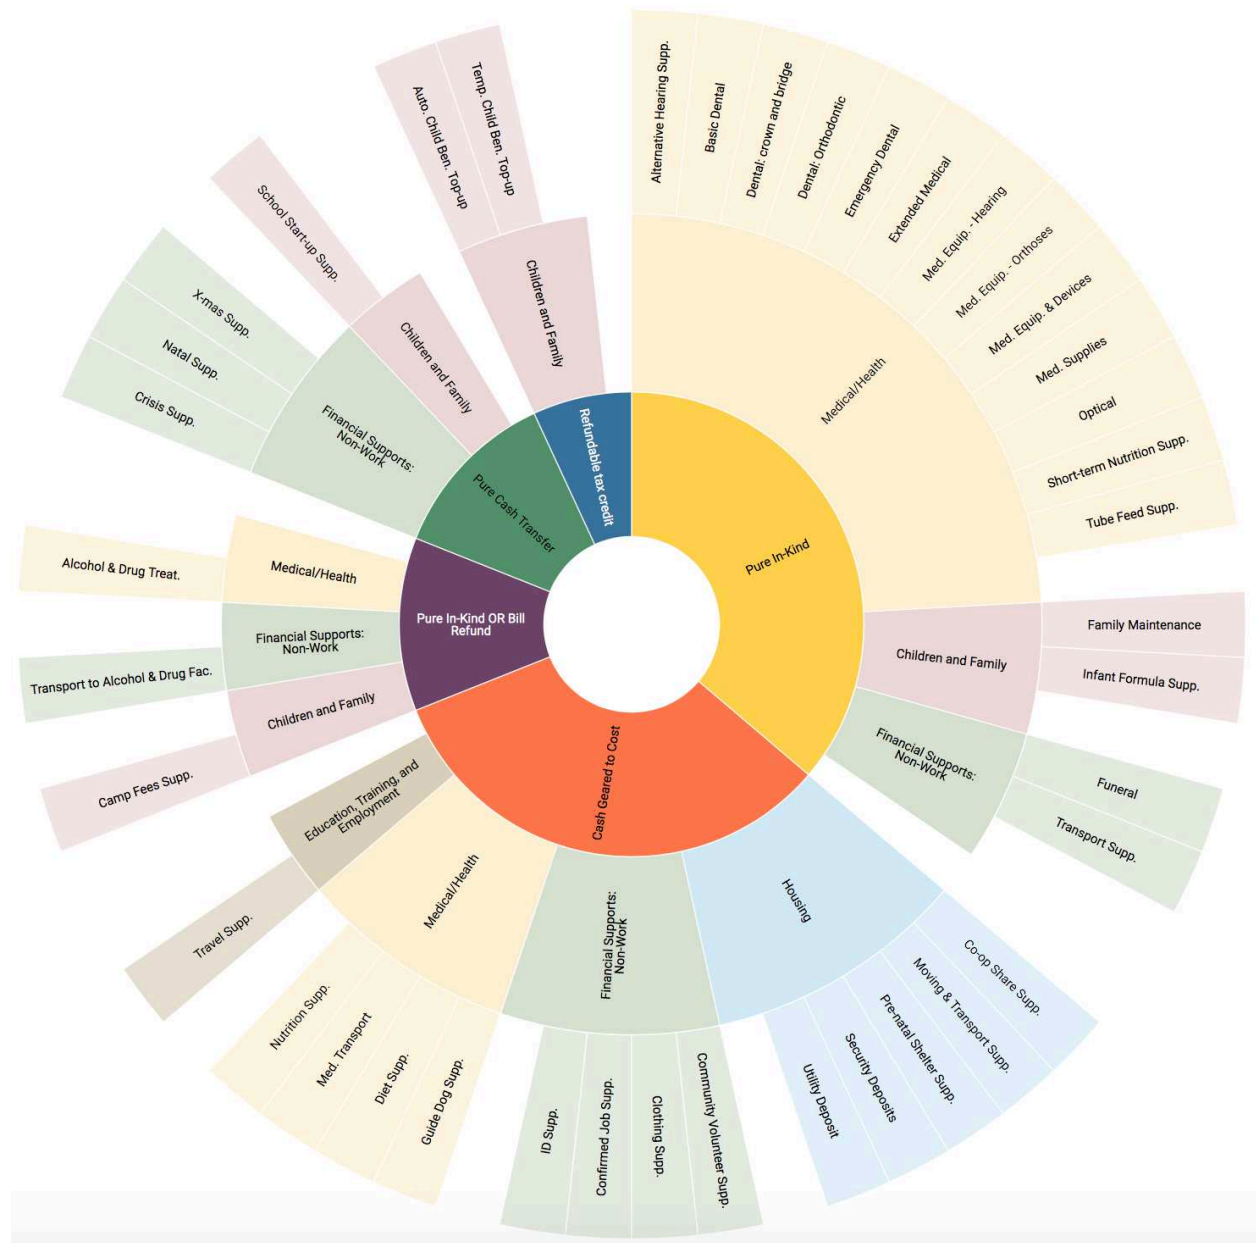 Pure In-Kind
Medical/Health
Alternative Hearing Supp.
Basic Dental
Dental: crown and bridge
Dental: Orthodontic
Emergency Dental
Extended Medical
Med. Equip. - Hearing
Med. Equip. - Orthoses
Med. Equip. & Devices
Med. Supplies
Optical
Short-term Nutrition Supp.
Tube Feed Supp.
Children and Family
Family Maintenance
Infant Formula Supp.
Financial Supports:
Non-Work
Funeral
Transport Supp.
Cash Geared to Cost
Housing
Co-op Share Supp.
Moving & Transport Supp.
Pre-natal Shelter Supp.
Security Deposits
Utility Deposit
Financial Supports:
Non-Work
Community Volunteer Supp.
Clothing Supp.
Confirmed Job Supp.
ID Supp.
Medical/Health
Guide Dog Supp.
Diet Supp.
Med. Transport
Nutrition Supp.
Education, Training, and
Employment
Travel Supp.
Pure In-Kind OR Bill
Refund
Children and Family
Camp Fees Supp.
Financial Supports:
Non-Work
Transport to Alcohol & Drug Fac.
Medical/Health
Alcohol & Drug Treat.
Pure Cash Transfer
Financial Supports:
Non-Work
Crisis Supp.
Natal Supp.
X-mas Supp.
Children and Family
School Start-up Supp.
Refundable tax credit
Children and Family
Auto. Child Ben. Top-up
Temp. Child Ben. Top-up